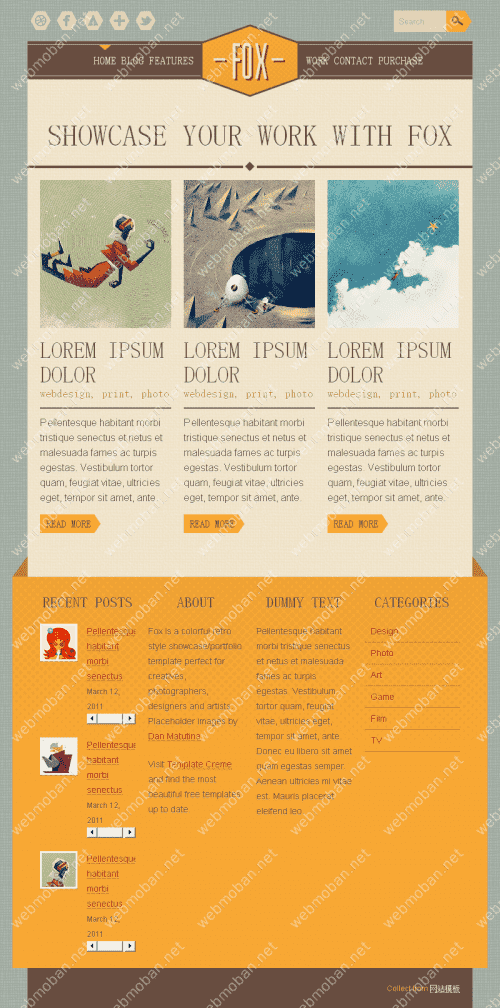 Search
HOME BLOG FEATURES
FOX
WORK CONTACT PURCHASE
SHOWCASE YOUR WORK WITH FOX
LOREM IPSUM
DOLOR
webdesign, print, photo
Pellentesque habitant morbi
tristique senectus et netus et
malesuada fames ac turpis
egestas. Vestibulum tortor
quam, feugiat vitae, ultricies
eget, tempor sit amet, ante.
READ MORE
LOREM IPSUM
DOLOR
webdesign, print, photo
Pellentesque habitant morbi
tristique senectus et netus et
malesuada fames ac turpis
egestas. Vestibulum tortor
quam, feugiat vitae, ultricies
eget, tempor sit amet, ante.
READ MORE
LOREM IPSUM
DOLOR
webdesign, print, photo
Pellentesque habitant morbi
tristique senectus et netus et
malesuada fames ac turpis
egestas. Vestibulum tortor
quam, feugiat vitae, ultricies
eget, tempor sit amet, ante.
READ MORE
RECENT POSTS
Pellentesque
habitant
morbi
senectus
March 12,
2011
Pellentesque
habitant
morbi
senectus
March 12,
2011
Pellentesque
habitant
morbi
senectus
March 12,
2011
ABOUT
Fox is a colorful retro
style showcase/portfolio
template perfect for
creatives,
photographers,
designers and artists.
Placeholder images by
Dan Matutina.
Visit Template Creme
and find the most
beautiful free templates
up to date.
DUMMY TEXT
Pellentesque habitant
morbi tristique senectus
et netus et malesuada
fames ac turpis
egestas. Vestibulum
tortor quam, feugiat
vitae, ultricies eget,
tempor sit amet, ante.
Donec eu libero sit amet
quam egestas semper.
Aenean ultricies mi vitae
est. Mauris placerat
eleifend leo.
CATEGORIES
Design
Photo
Art
Game
Film
TV
Collect from 网站模板
webmoban.net